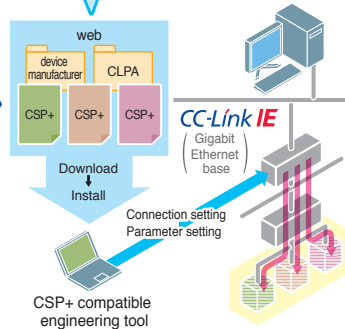 web
device
manufacturer
CLPA
CSP+
CSP+
CSP+
CC-Link IE
(Gigabit
Ethernet
base)
Download
Install
Connection setting
Parameter setting
CSP+ compatible
engineering tool